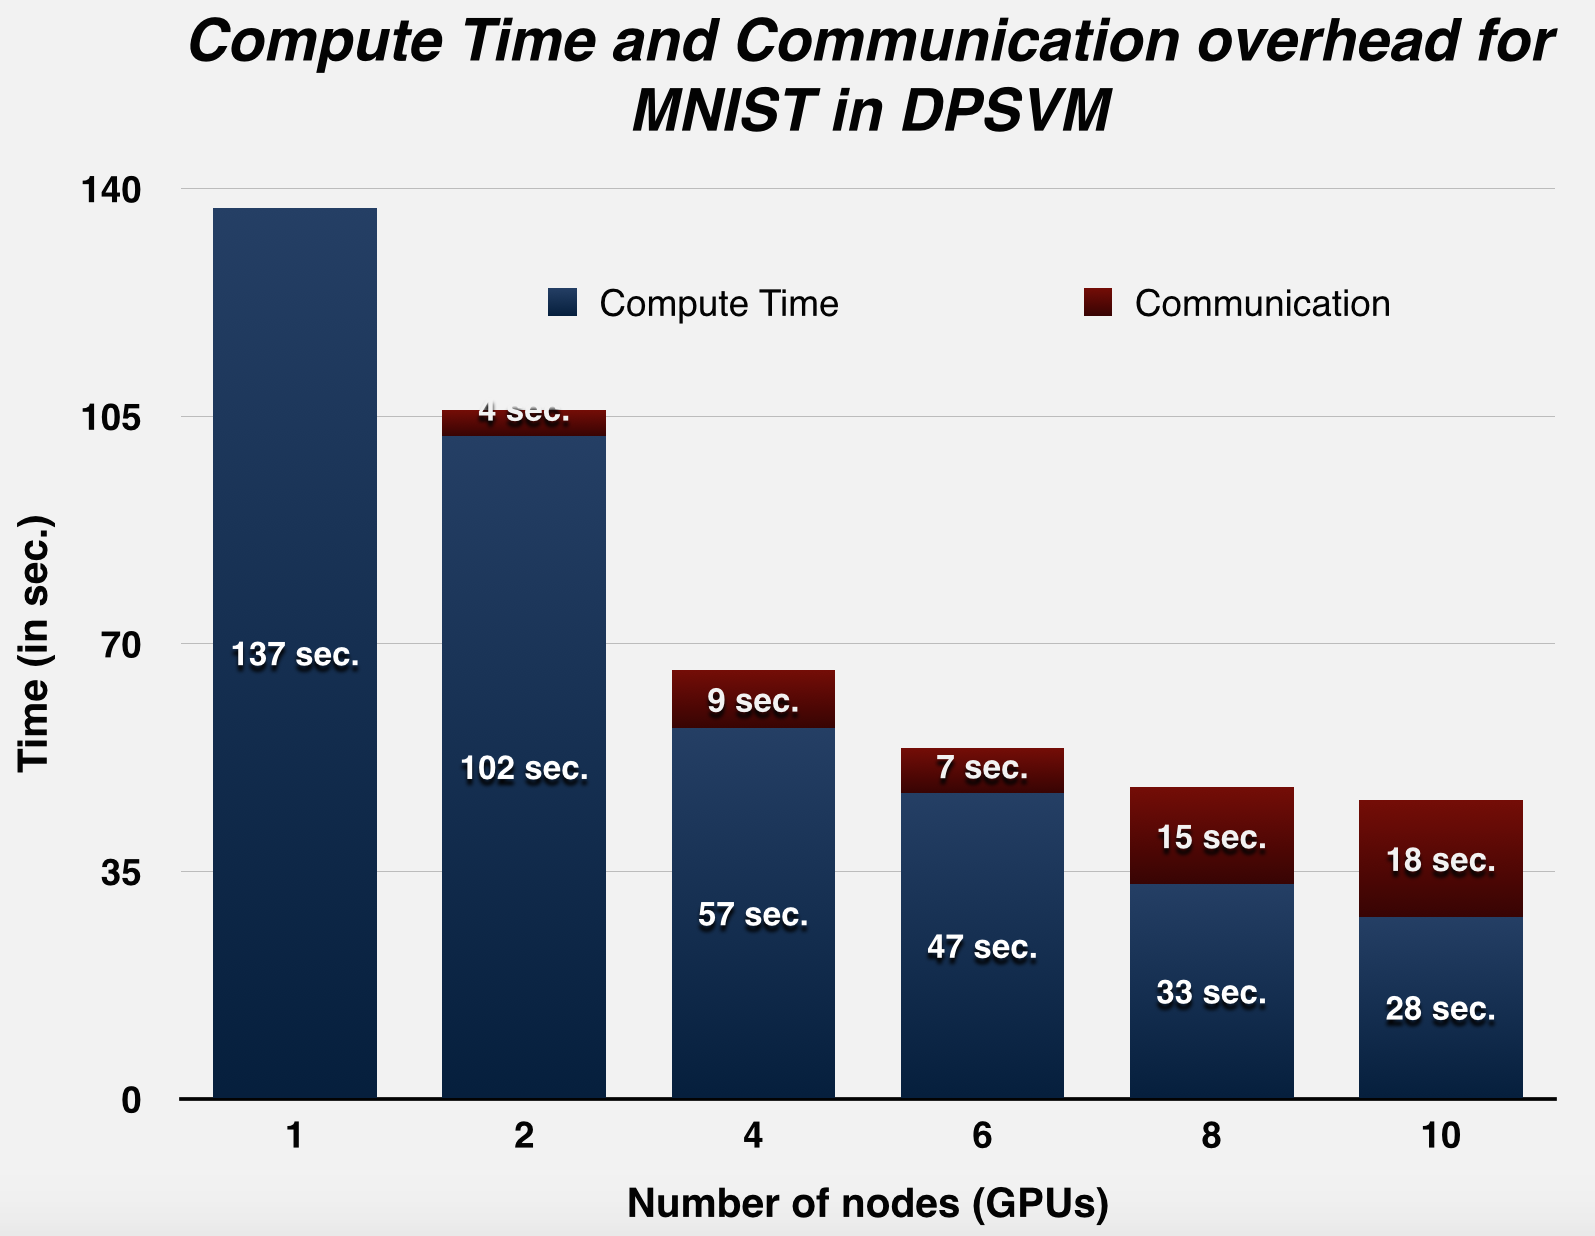 Compute Time and Communication overhead for
MNIST in DPSVM
140
105
70
35
0
Time (in sec.)
Compute Time
Communication
137 sec.
4 sec.
102 sec.
9 sec.
57 sec.
7 sec.
47 sec.
15 sec.
33 sec.
18 sec.
28 sec.
1 2 4 6 8 10
Number of nodes (GPUs)